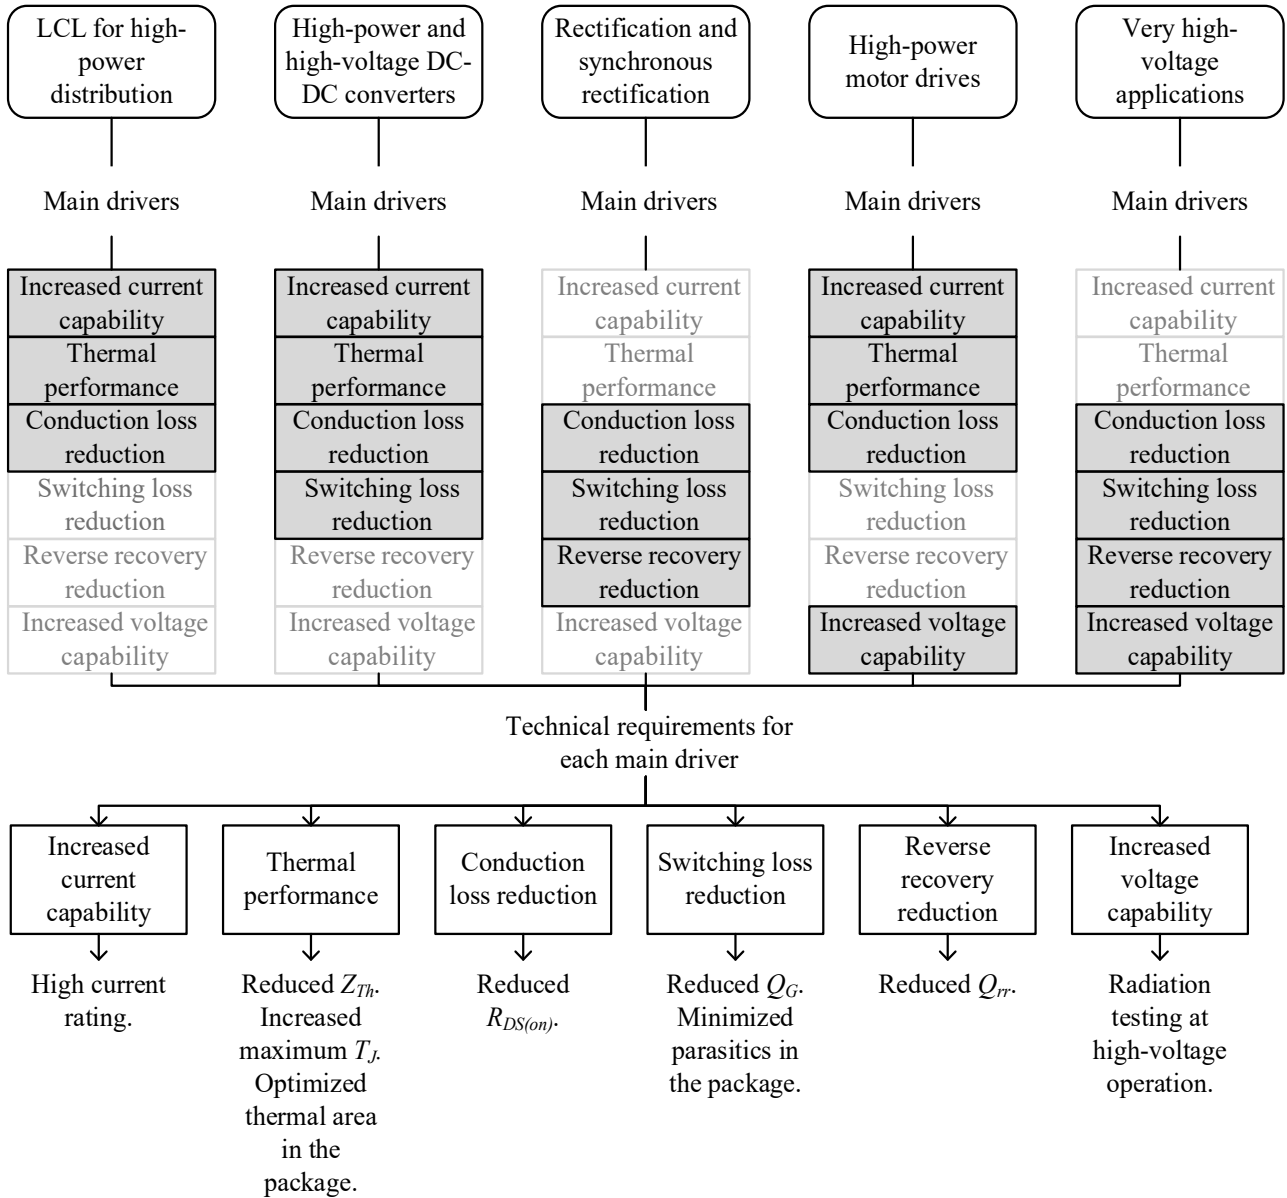 LCL for high-
power
distribution
High-power and
high-voltage DC-
DC converters
Rectification and
synchronous
rectification
High-power
motor drives
Very high-
voltage
applications
Main drivers
Main drivers
Main drivers
Main drivers
Main drivers
Increased current
capability
Thermal
performance
Conduction loss
reduction
Switching loss
reduction
Reverse recovery
reduction
Increased voltage
capability
Increased current
capability
Thermal
performance
Conduction loss
reduction
Switching loss
reduction
Reverse recovery
reduction
Increased voltage
capability
Increased current
capability
Thermal
performance
Conduction loss
reduction
Switching loss
reduction
Reverse recovery
reduction
Increased voltage
capability
Increased current
capability
Thermal
performance
Conduction loss
reduction
Switching loss
reduction
Reverse recovery
reduction
Increased voltage
capability
Increased current
capability
Thermal
performance
Conduction loss
reduction
Switching loss
reduction
Reverse recovery
reduction
Increased voltage
capability
Technical requirements for
each main driver
Increased
current
capability
Thermal
performance
Conduction
loss reduction
Switching loss
reduction
Reverse
recovery
reduction
Increased
voltage
capability
High current
rating.
Reduced Z_Th.
Increased
maximum T_J.
Optimized
thermal area
in the
package.
Reduced
R_DS(on).
Reduced Q_G.
Minimized
parasitics in
the package.
Reduced Q_rr.
Radiation
testing at
high-voltage
operation.